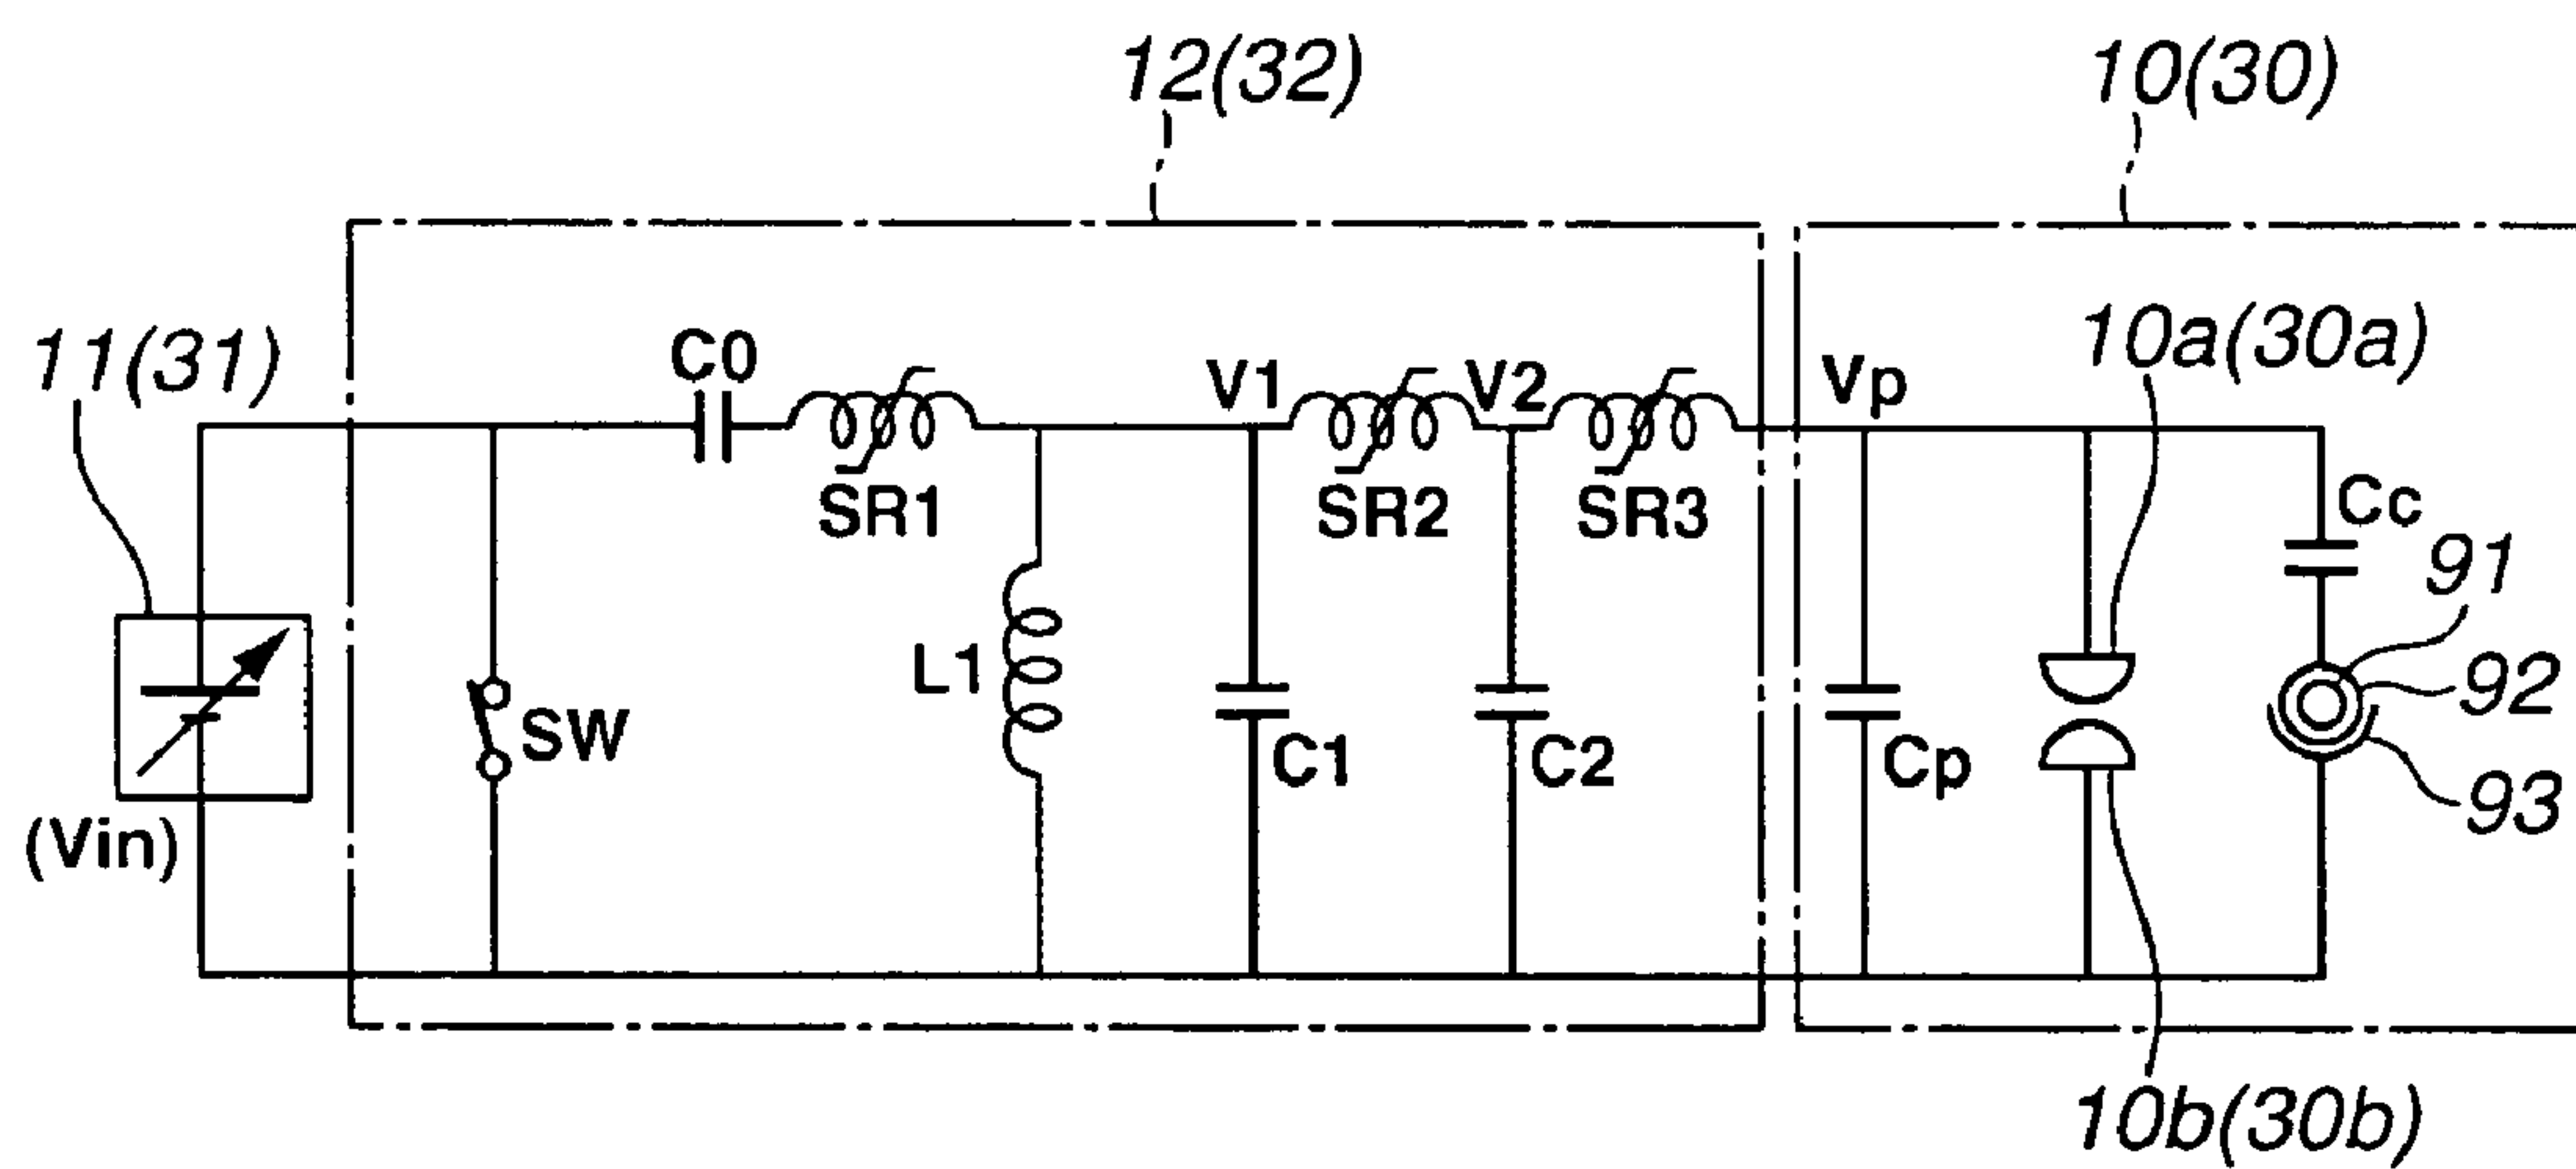 12(32)
10(30)
11(31)
C0
V1
V2
Vp
10a(30a)
SR1
SR2
SR3
Cc
91
92
93
L1
SW
C1
C2
Cp
(Vin)
10b(30b)